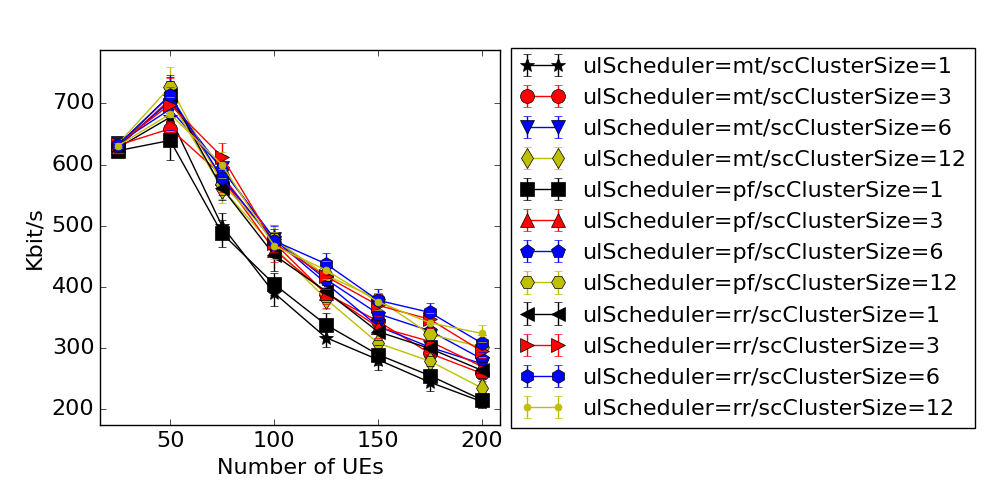 Kbit/s
700
600
500
400
300
200
50
100
150
200
Number of UEs
ulScheduler=mt/scClusterSize=1
ulScheduler=mt/scClusterSize=3
ulScheduler=mt/scClusterSize=6
ulScheduler=mt/scClusterSize=12
ulScheduler=pf/scClusterSize=1
ulScheduler=pf/scClusterSize=3
ulScheduler=pf/scClusterSize=6
ulScheduler=pf/scClusterSize=12
ulScheduler=rr/scClusterSize=1
ulScheduler=rr/scClusterSize=3
ulScheduler=rr/scClusterSize=6
ulScheduler=rr/scClusterSize=12